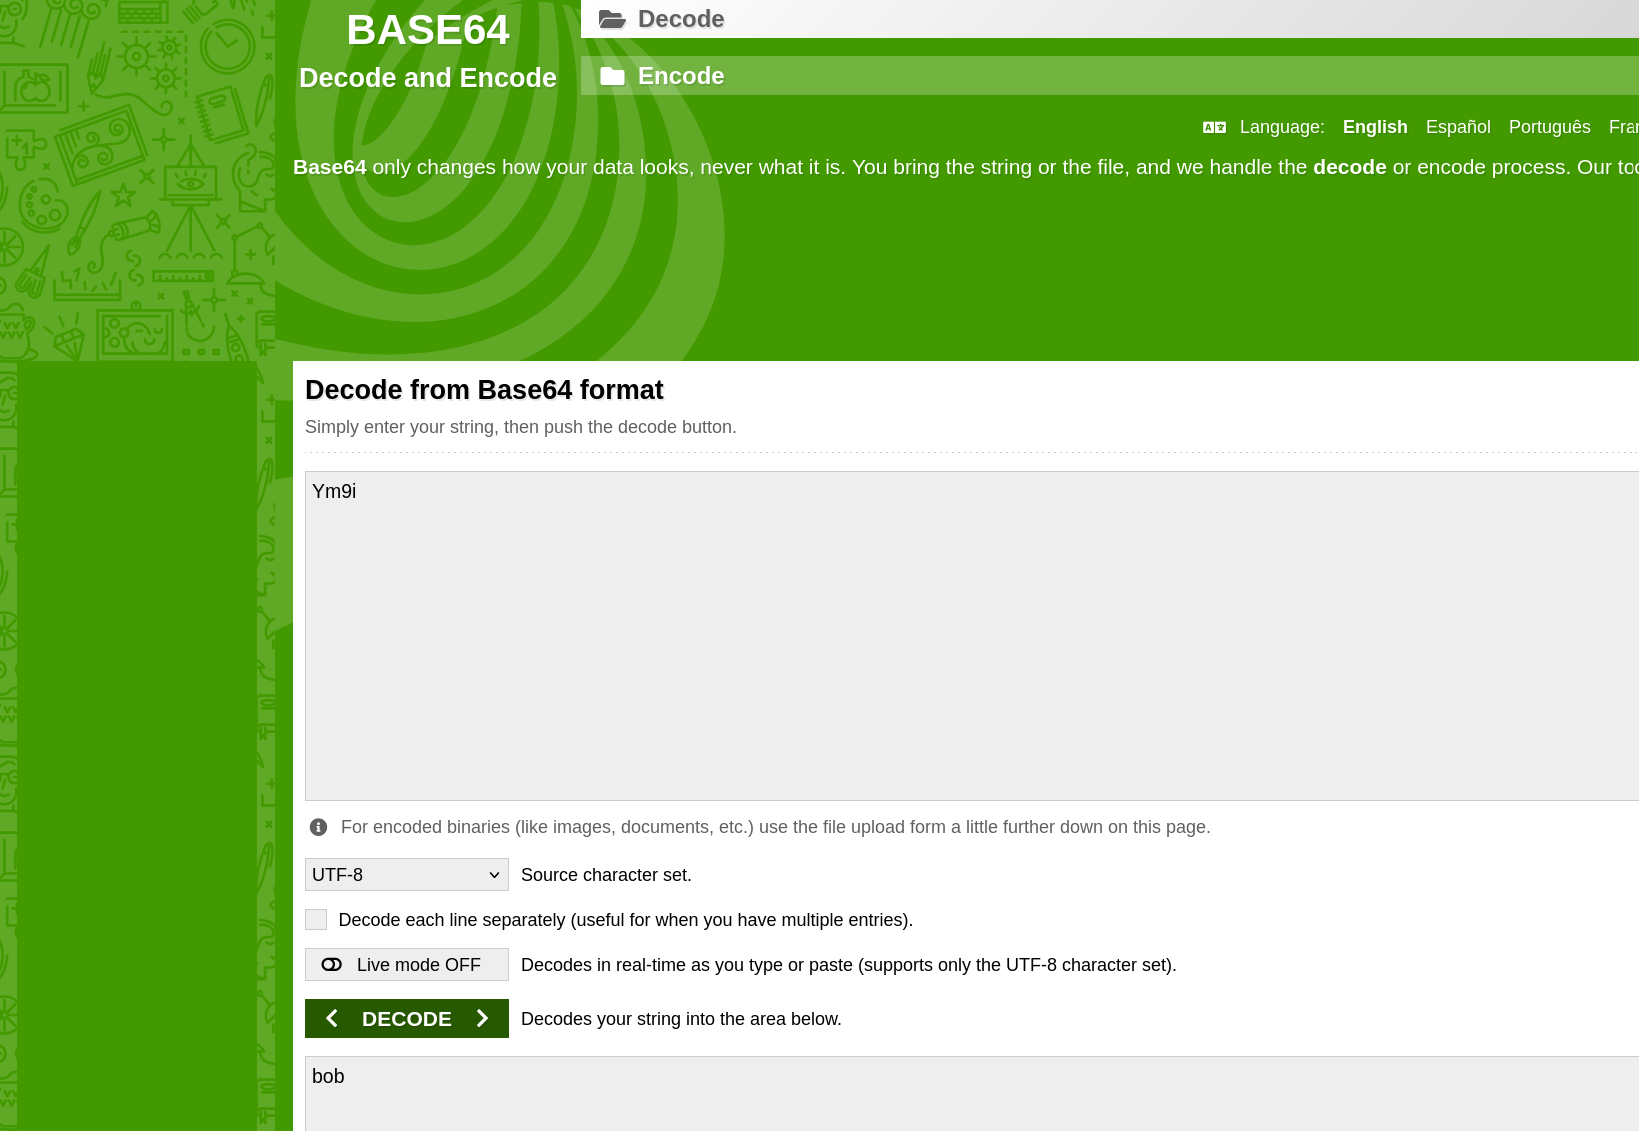 BASE64
Decode and Encode
Decode
Encode
Language: English Español Português
Base64 only changes how your data looks, never what it is. You bring the string or the file, and we handle the decode or encode process. Our
Decode from Base64 format
Simply enter your string, then push the decode button.
Ym9i
For encoded binaries (like images, documents, etc.) use the file upload form a little further down on this page.
UTF-8 Source character set.
Decode each line separately (useful for when you have multiple entries).
Live mode OFF Decodes in real-time as you type or paste (supports only the UTF-8 character set).
DECODE Decodes your string into the area below.
bob